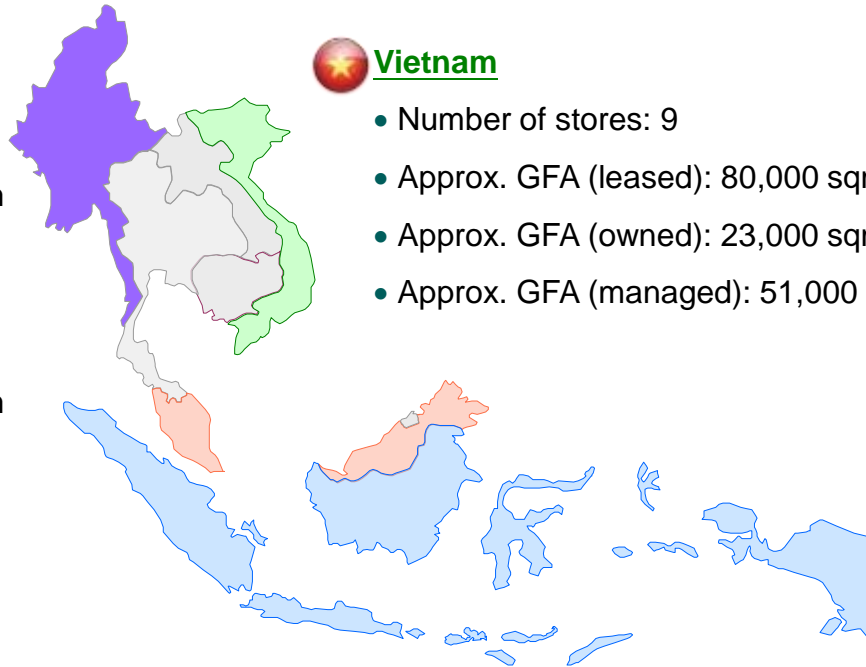 Vietnam
• Number of stores: 9
• Approx. GFA (leased): 80,000
• Approx. GFA (owned): 23,000
• Approx. GFA (managed): 51,000